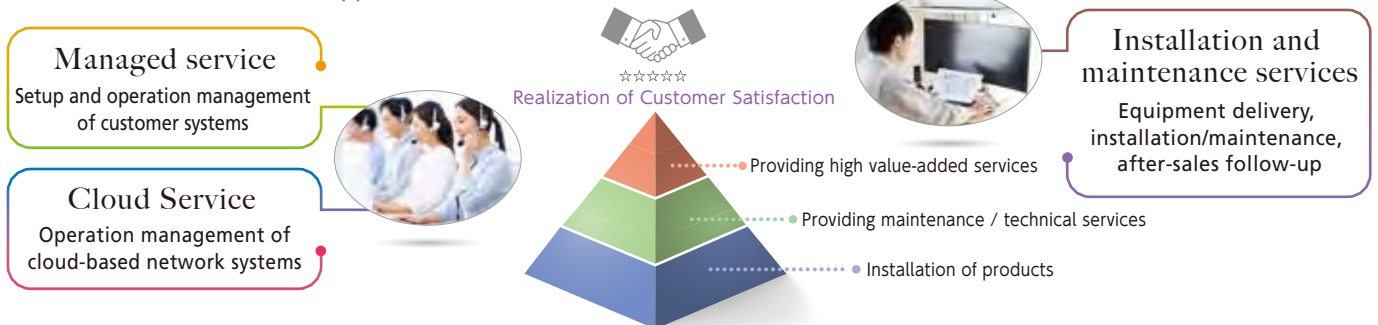 Managed service
Setup and operation management
of customer systems
Cloud Service
Operation management of
cloud-based network systems
☆☆☆☆☆
Realization of Customer Satisfaction
Providing high value-added services
Providing maintenance / technical services
Installation of products
Installation and
maintenance services
Equipment delivery,
installation/maintenance,
after-sales follow-up